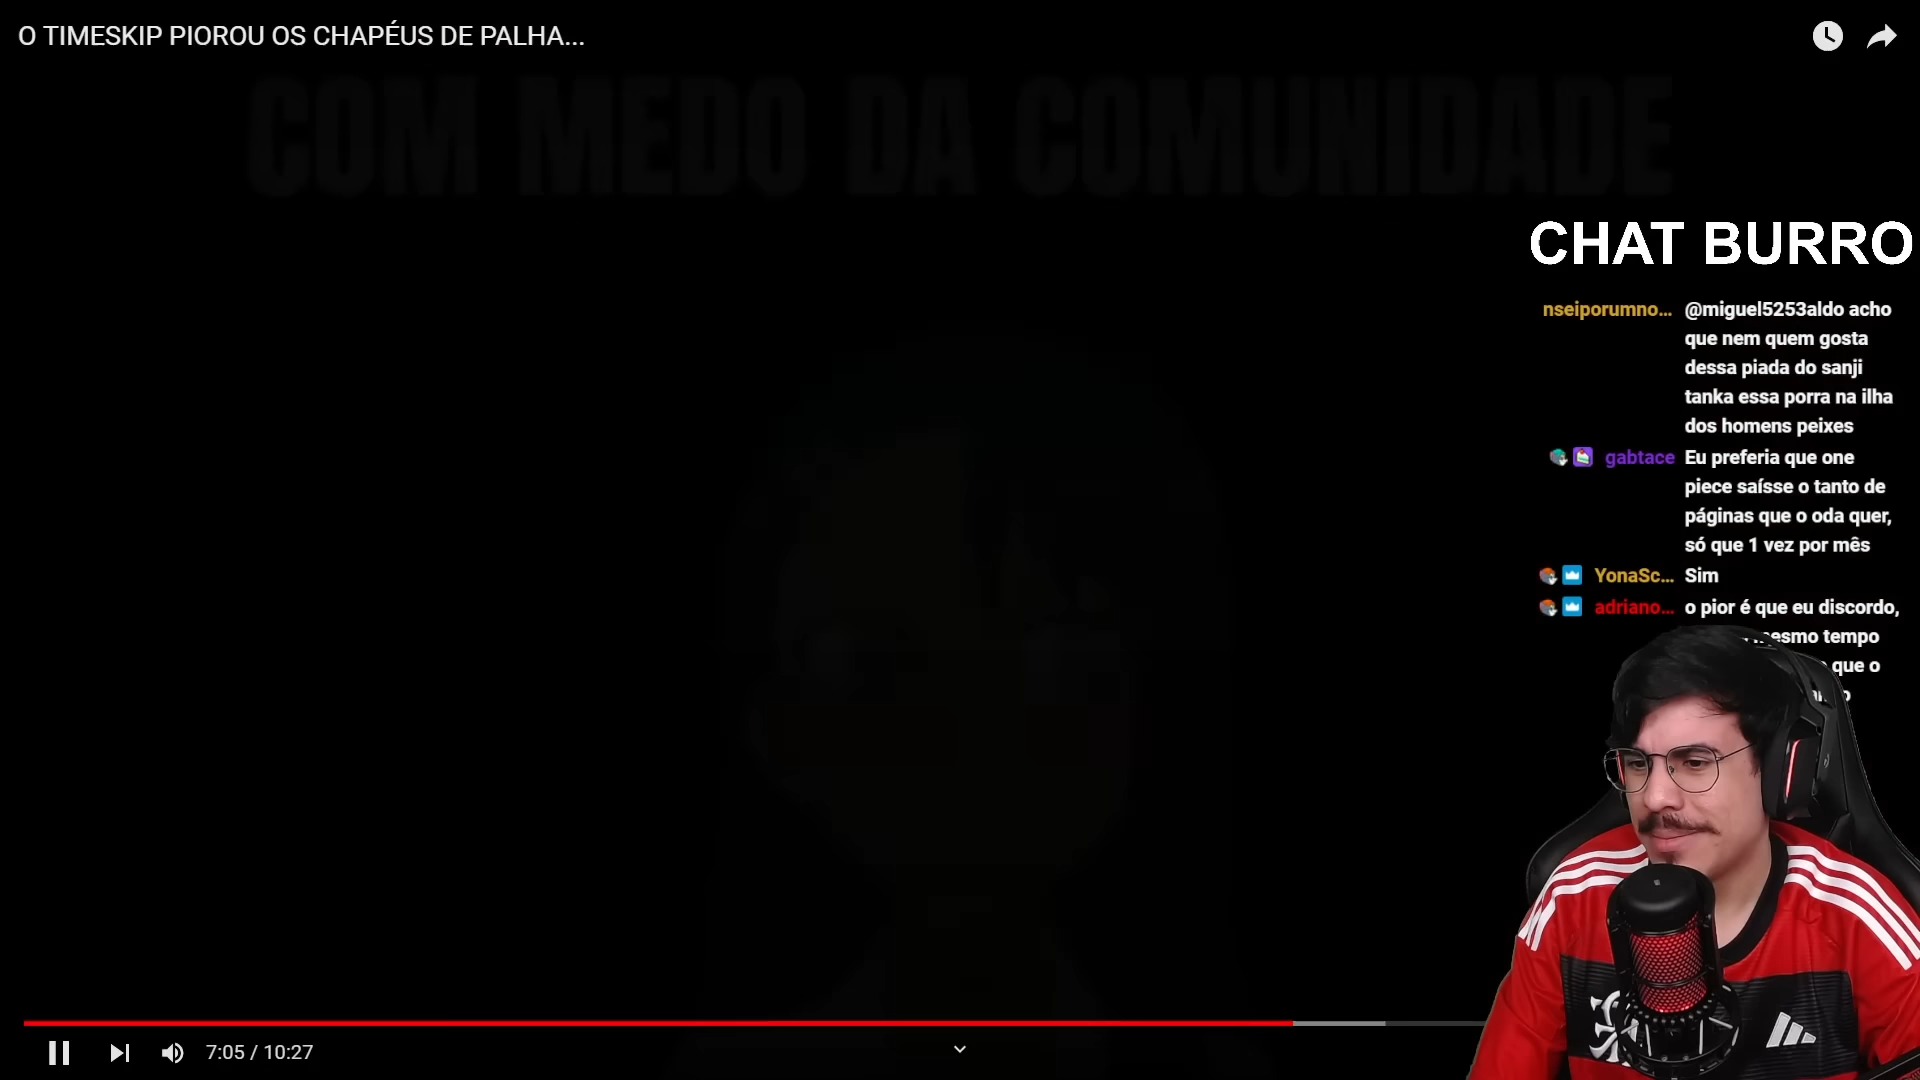 O TIMESKIP PIOROU OS CHAPÉUS DE PALHA...
COM MEDO DA COMUNIDADE
CHAT BURRO
nseiporumno... @miguel5253aldo acho
que nem quem gosta
dessa piada do sanji
tanka essa porra na ilha
dos homens peixes
gabtace Eu preferia que one
piece saísse o tanto de
páginas que o oda quer,
só que 1 vez por mês
YonaSc... Sim
adriano... o pior é que eu discordo,
mesmo tempo
que o
7:05 / 10:27